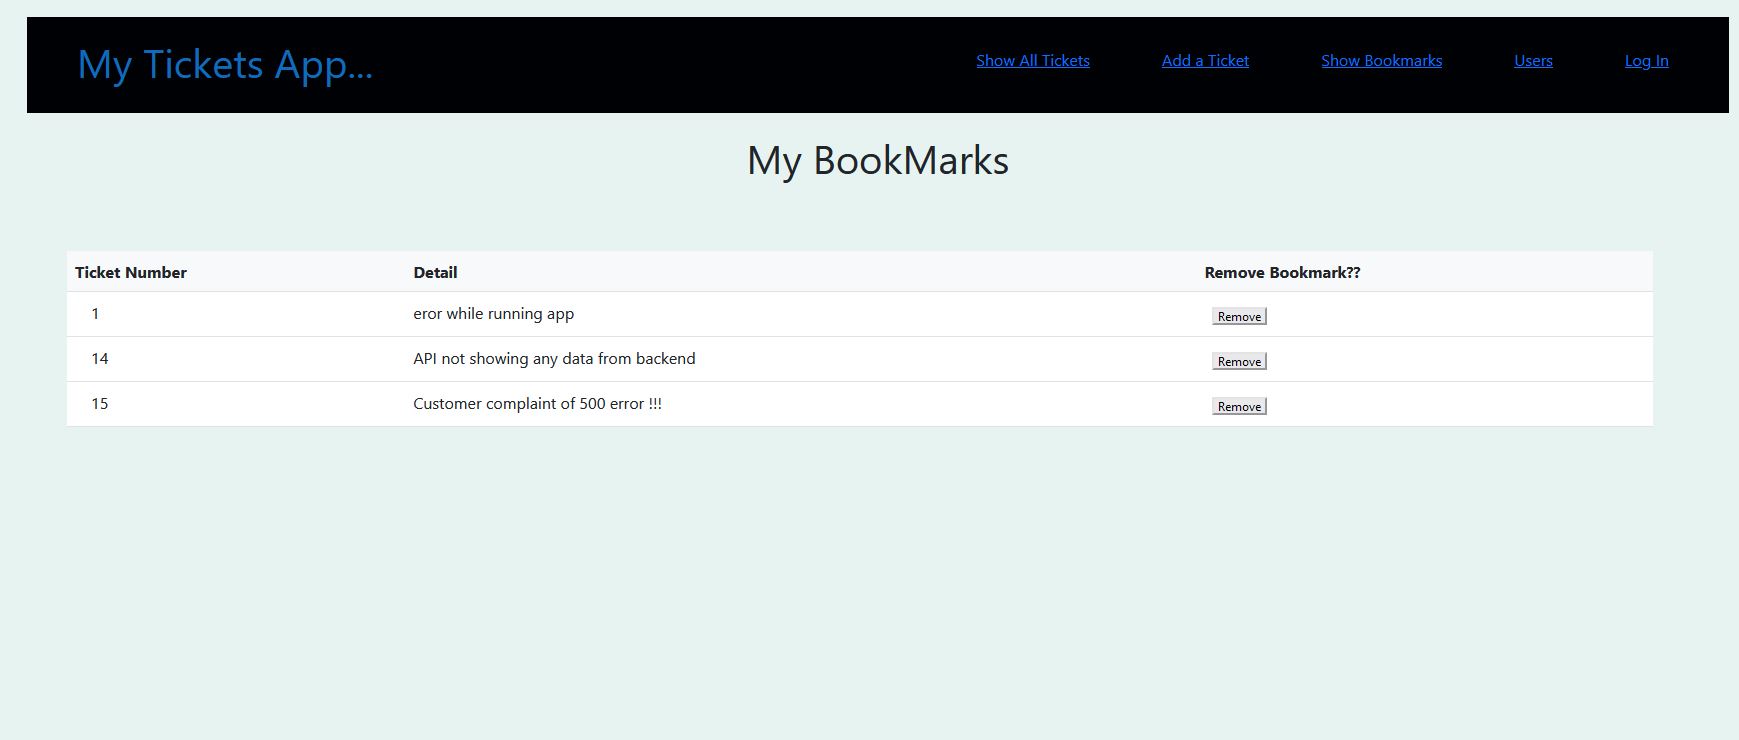 My Tickets App... Show All Tickets Add a Ticket Show Bookmarks Users Log In
My BookMarks
Ticket Number Detail Remove Bookmark??
1 eror while running app Remove
14 API not showing any data from backend Remove
15 Customer complaint of 500 error !!! Remove